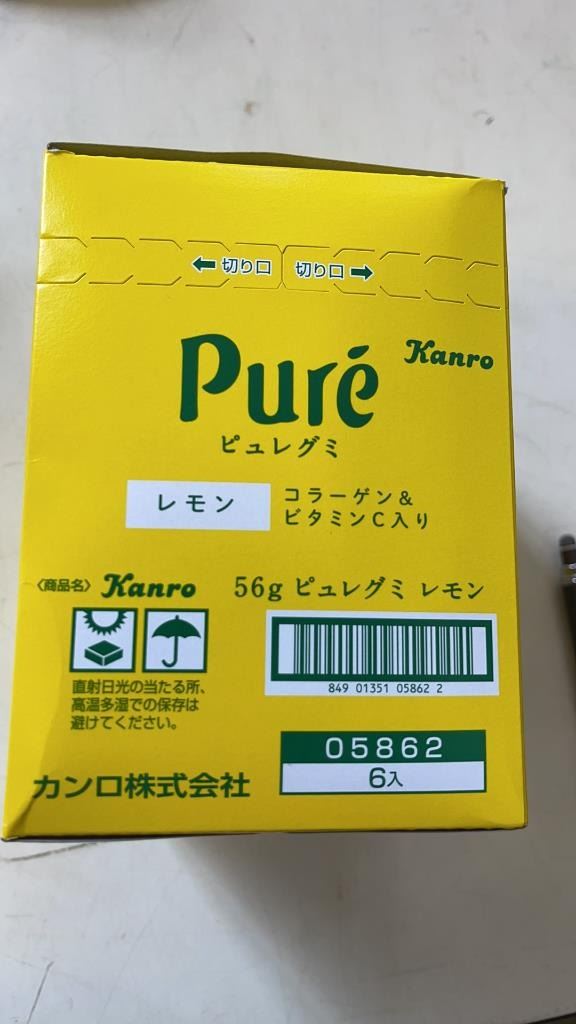 ← 切り口 切り口 →
Puré
Kanro
ピュレグミ
レモン
コラーゲン&
ビタミンC入り
〈商品名〉 Kanro 56g ピュレグミ レモン
直射日光の当たる所、
高温多湿での保存は
避けてください。
849 01351 05862 2
05862
6入
カンロ株式会社